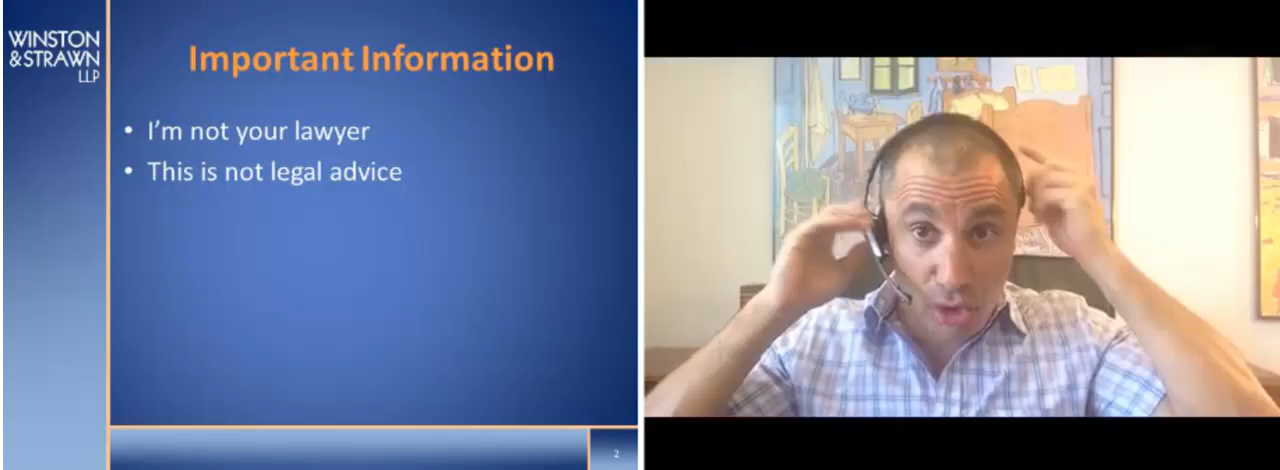 WINSTON
& STRAWN
LLP
Important Information
• I'm not your lawyer
• This is not legal advice
2